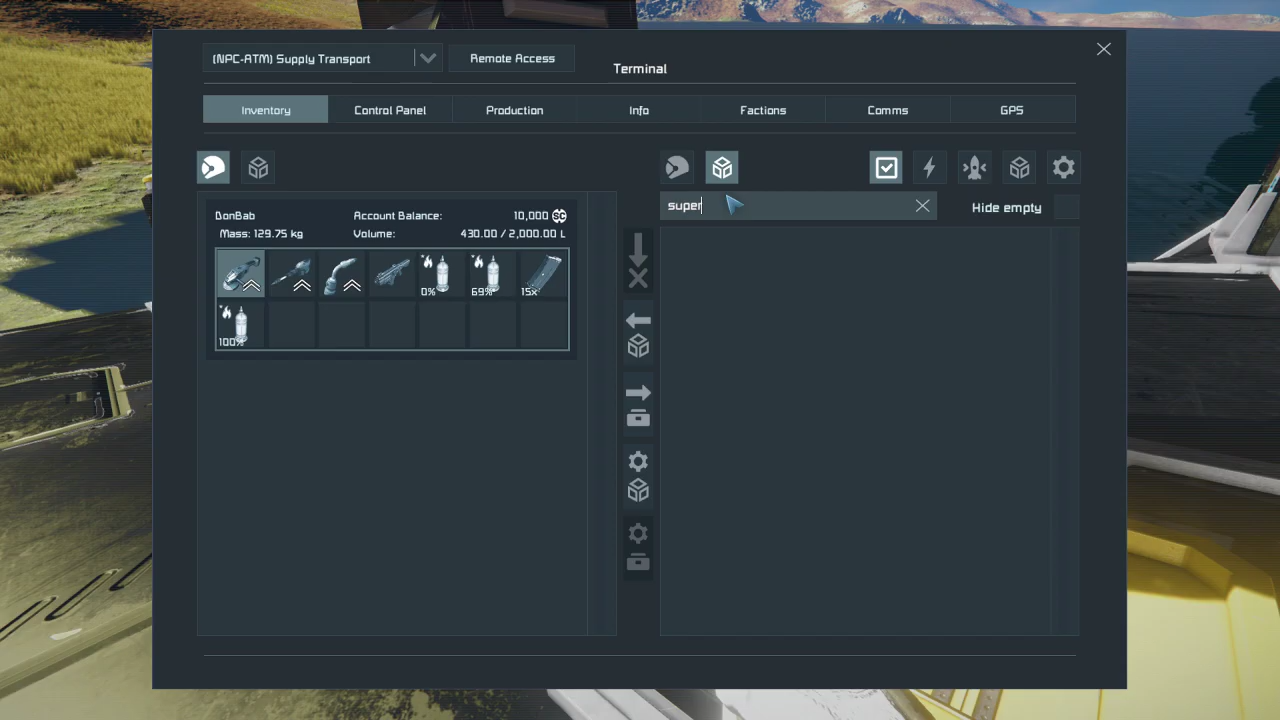 (NPC-ATM) Supply Transport
Remote Access
Terminal
Inventory
Control Panel
Production
Info
Factions
Comms
GPS
super
Hide empty
DonBab
Account Balance:
10,000 SC
Mass: 129.75 kg
Volume:
430.00 / 2,000.00 L
0%
69%
15x
100%